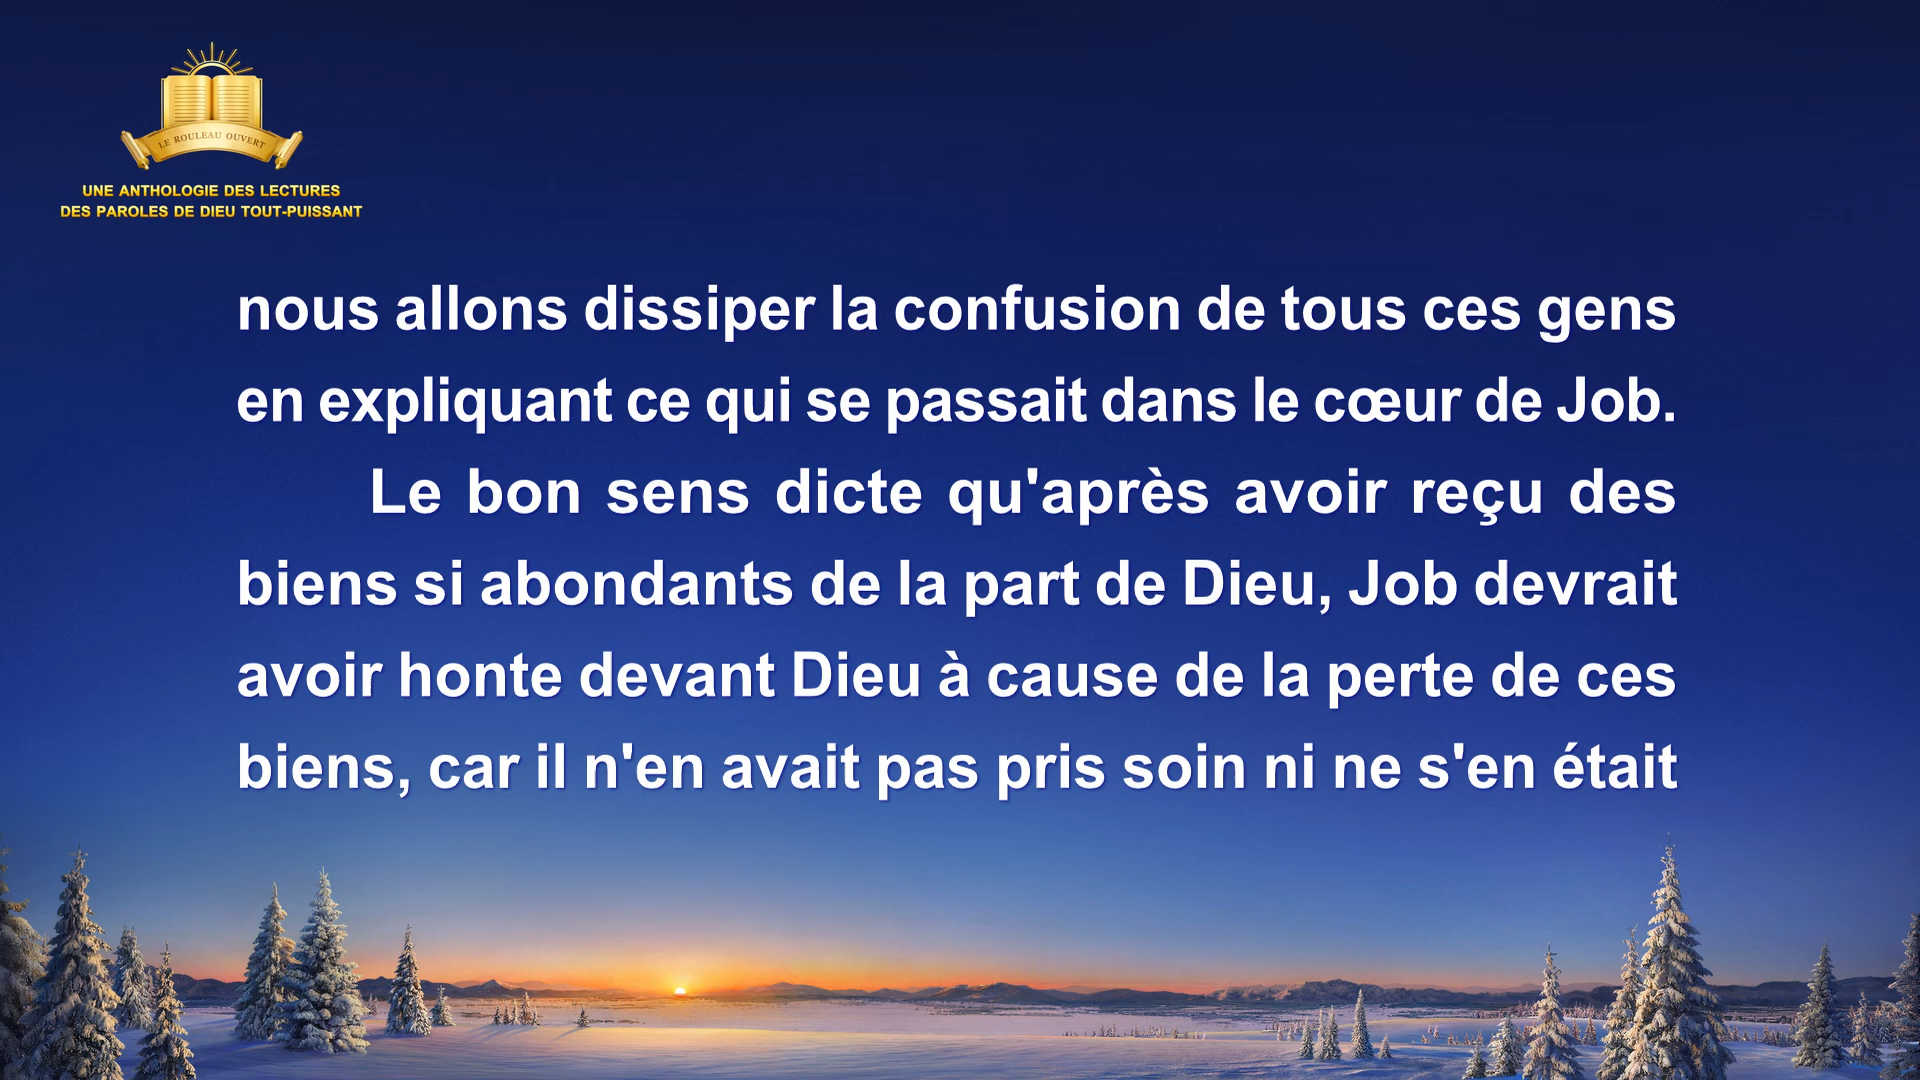 LE ROULEAU OUVERT
UNE ANTHOLOGIE DES LECTURES
DES PAROLES DE DIEU TOUT-PUISSANT
nous allons dissiper la confusion de tous ces gens
en expliquant ce qui se passait dans le cœur de Job.
Le bon sens dicte qu'après avoir reçu des
biens si abondants de la part de Dieu, Job devrait
avoir honte devant Dieu à cause de la perte de ces
biens, car il n'en avait pas pris soin ni ne s'en était